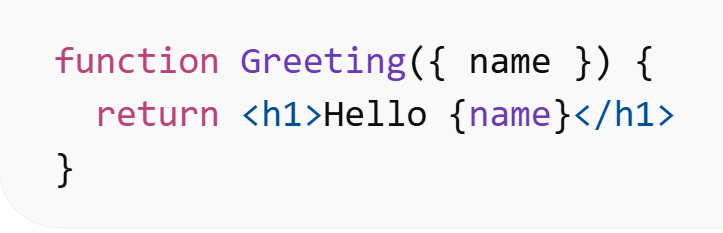 function Greeting({ name }) {
  return <h1>Hello {name}</h1>
}